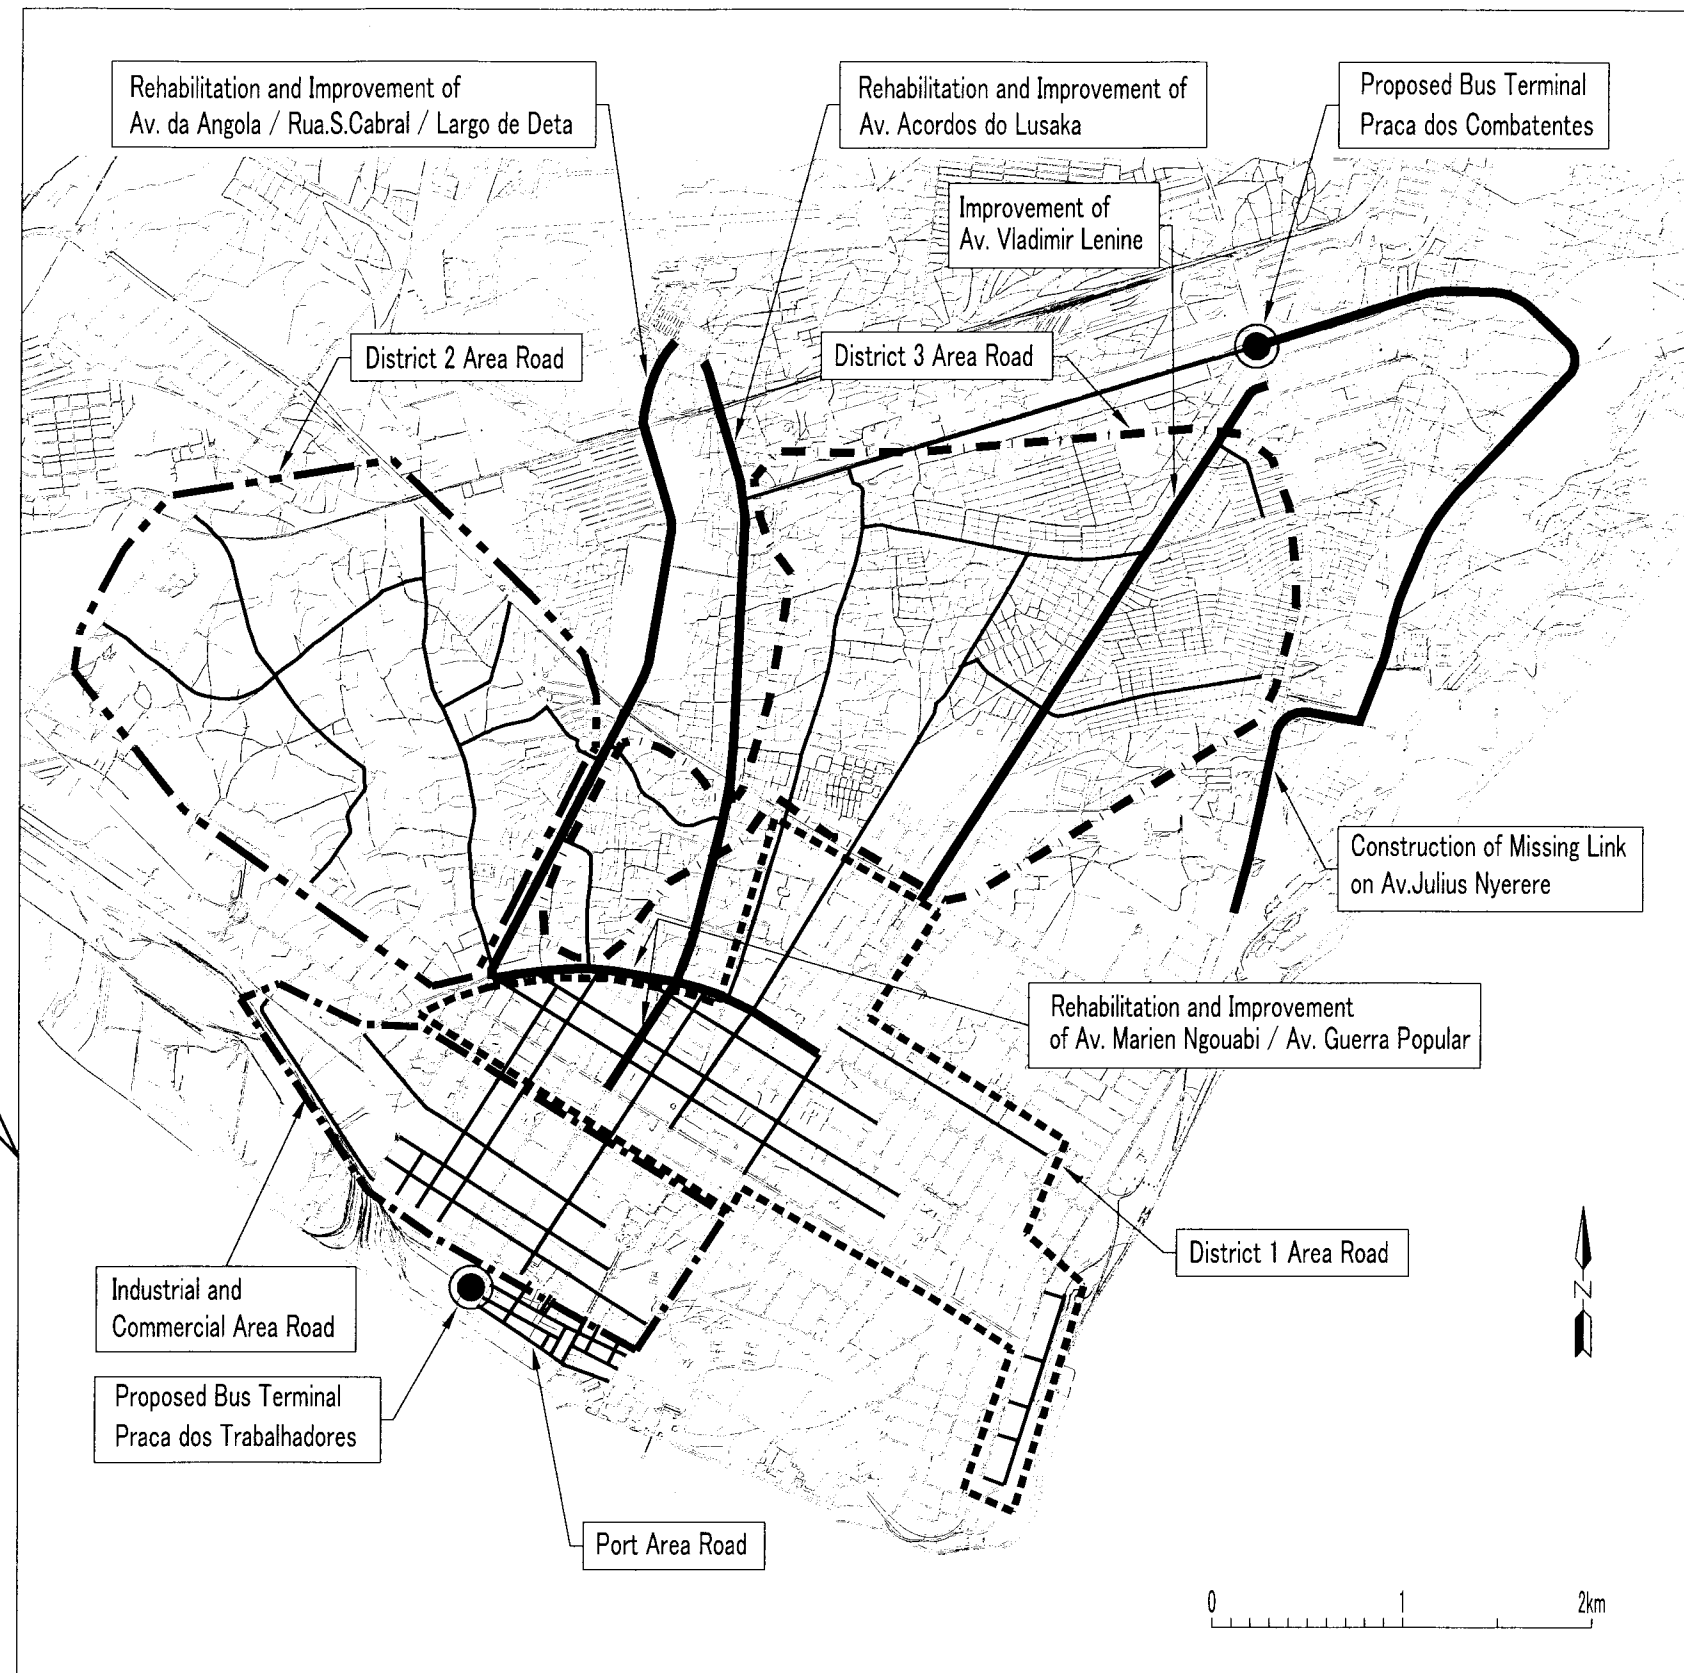 Rehabilitation and Improvement of
Av. da Angola / Rua.S.Cabral / Largo de Deta
Rehabilitation and Improvement of
Av. Acordos do Lusaka
Proposed Bus Terminal
Praca dos Combatentes
Improvement of
Av. Vladimir Lenine
District 2 Area Road
District 3 Area Road
Construction of Missing Link
on Av.Julius Nyerere
Rehabilitation and Improvement
of Av. Marien Ngouabi / Av. Guerra Popular
District 1 Area Road
Industrial and
Commercial Area Road
Proposed Bus Terminal
Praca dos Trabalhadores
Port Area Road
N
0 1 2km